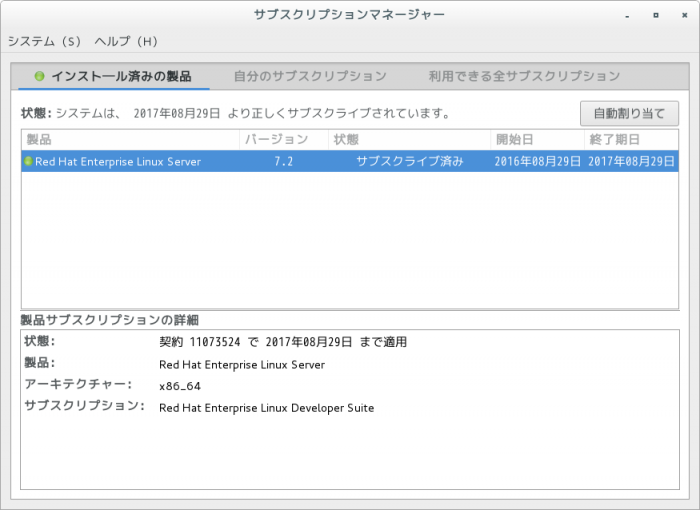 サブスクリプションマネージャー
システム (S) ヘルプ (H)
インストール済みの製品 自分のサブスクリプション 利用できる全サブスクリプション
状態: システムは、 2017年08月29日 より正しくサブスクライブされています。 自動割り当て
製品 バージョン 状態 開始日 終了期日
Red Hat Enterprise Linux Server 7.2 サブスクライブ済み 2016年08月29日 2017年08月29日
製品サブスクリプションの詳細
状態: 契約 11073524 で 2017年08月29日 まで適用
製品: Red Hat Enterprise Linux Server
アーキテクチャー: x86_64
サブスクリプション: Red Hat Enterprise Linux Developer Suite